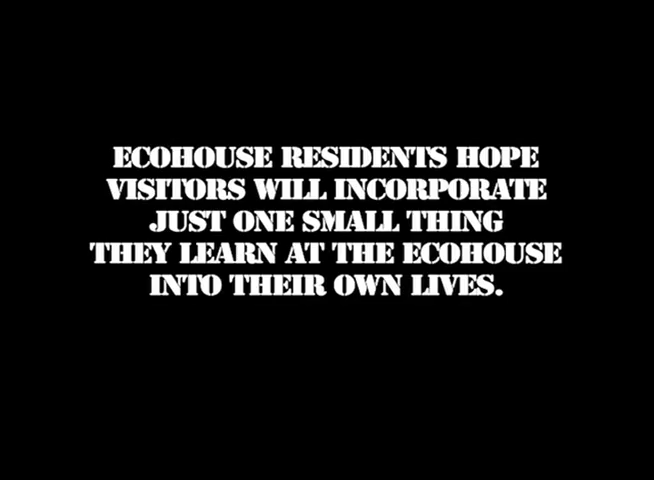 ECOHOUSE RESIDENTS HOPE
VISITORS WILL INCORPORATE
JUST ONE SMALL THING
THEY LEARN AT THE ECOHOUSE
INTO THEIR OWN LIVES.